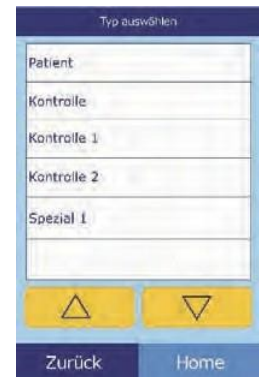 Typ auswählen
Patient
Kontrolle
Kontrolle 1
Kontrolle 2
Spezial 1
Zurück Home